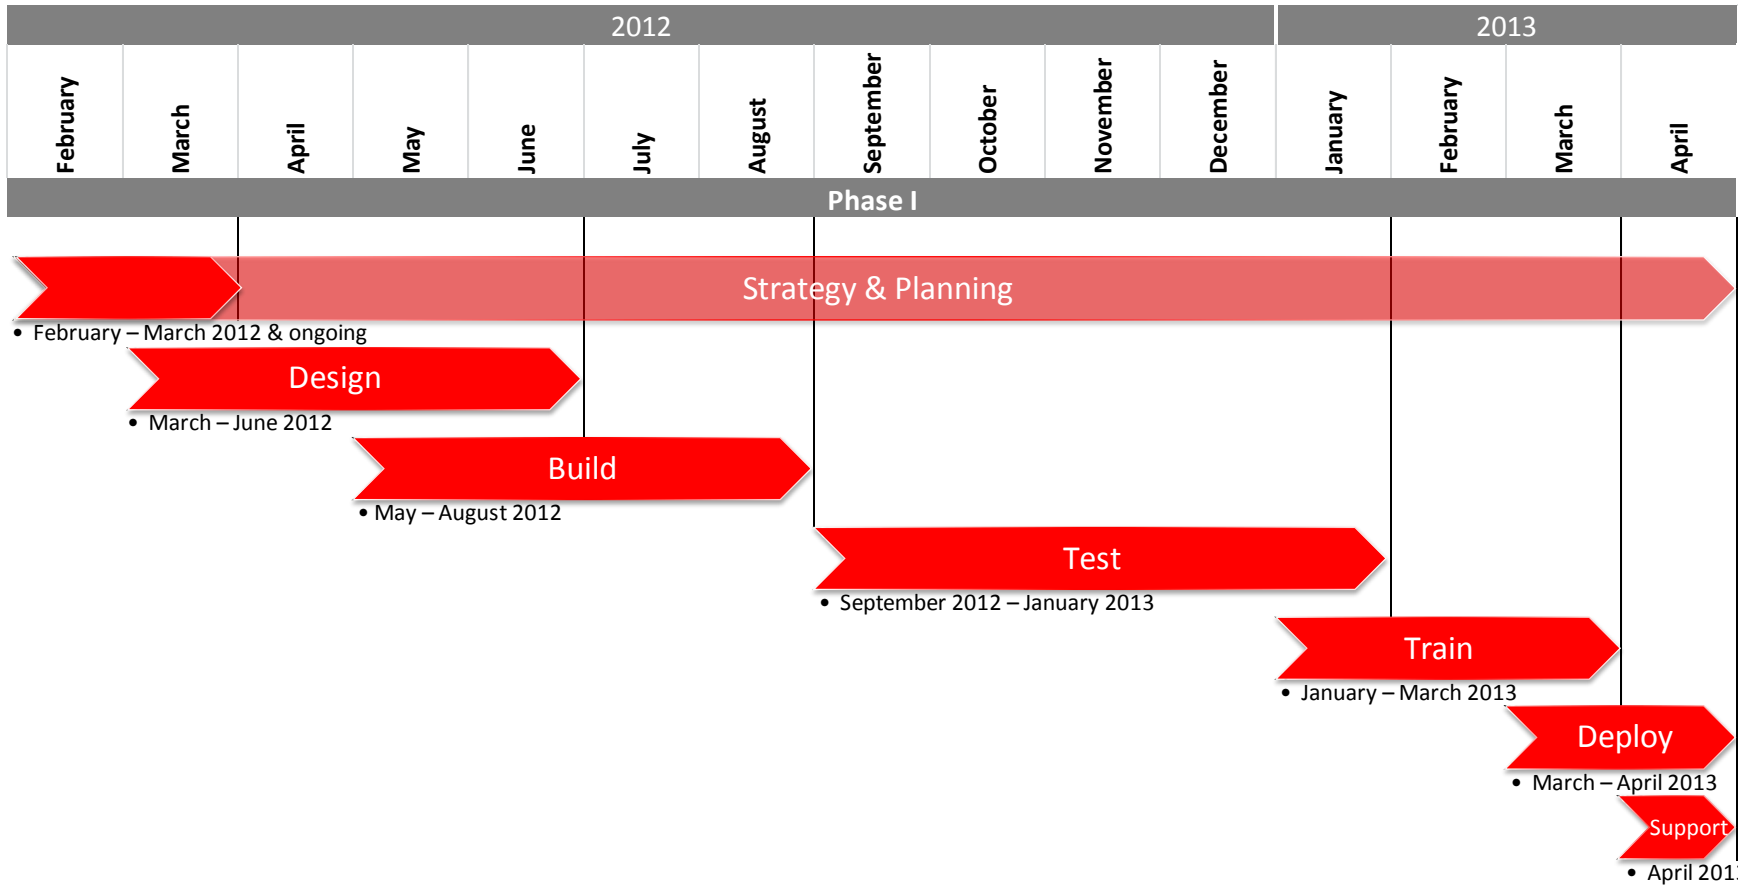 2012 2013
February March April May June July August September October November December January February March April
Phase I
Strategy & Planning
• February – March 2012 & ongoing
Design
• March – June 2012
Build
• May – August 2012
Test
• September 2012 – January 2013
Train
• January – March 2013
Deploy
• March – April 2013
Support
• April 201